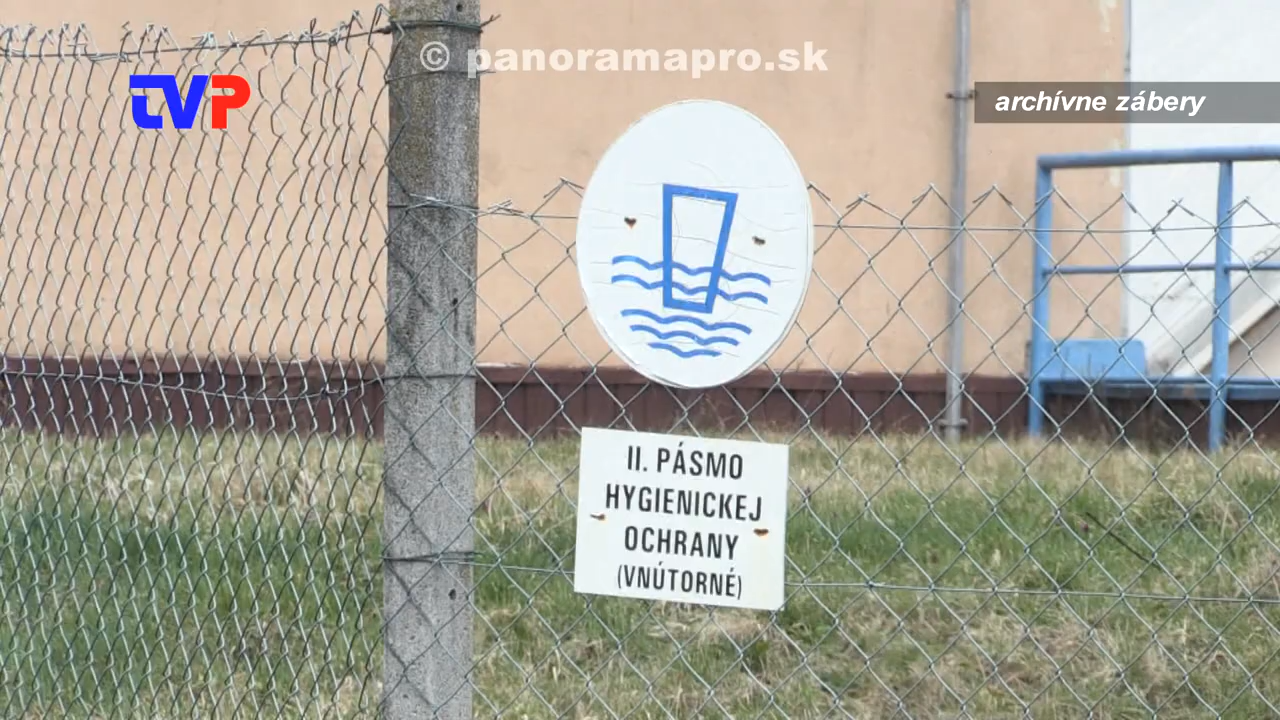 © panoramapro.sk
tvP
archívne zábery
II. PÁSMO
HYGIENICKEJ
OCHRANY
(VNÚTORNÉ)